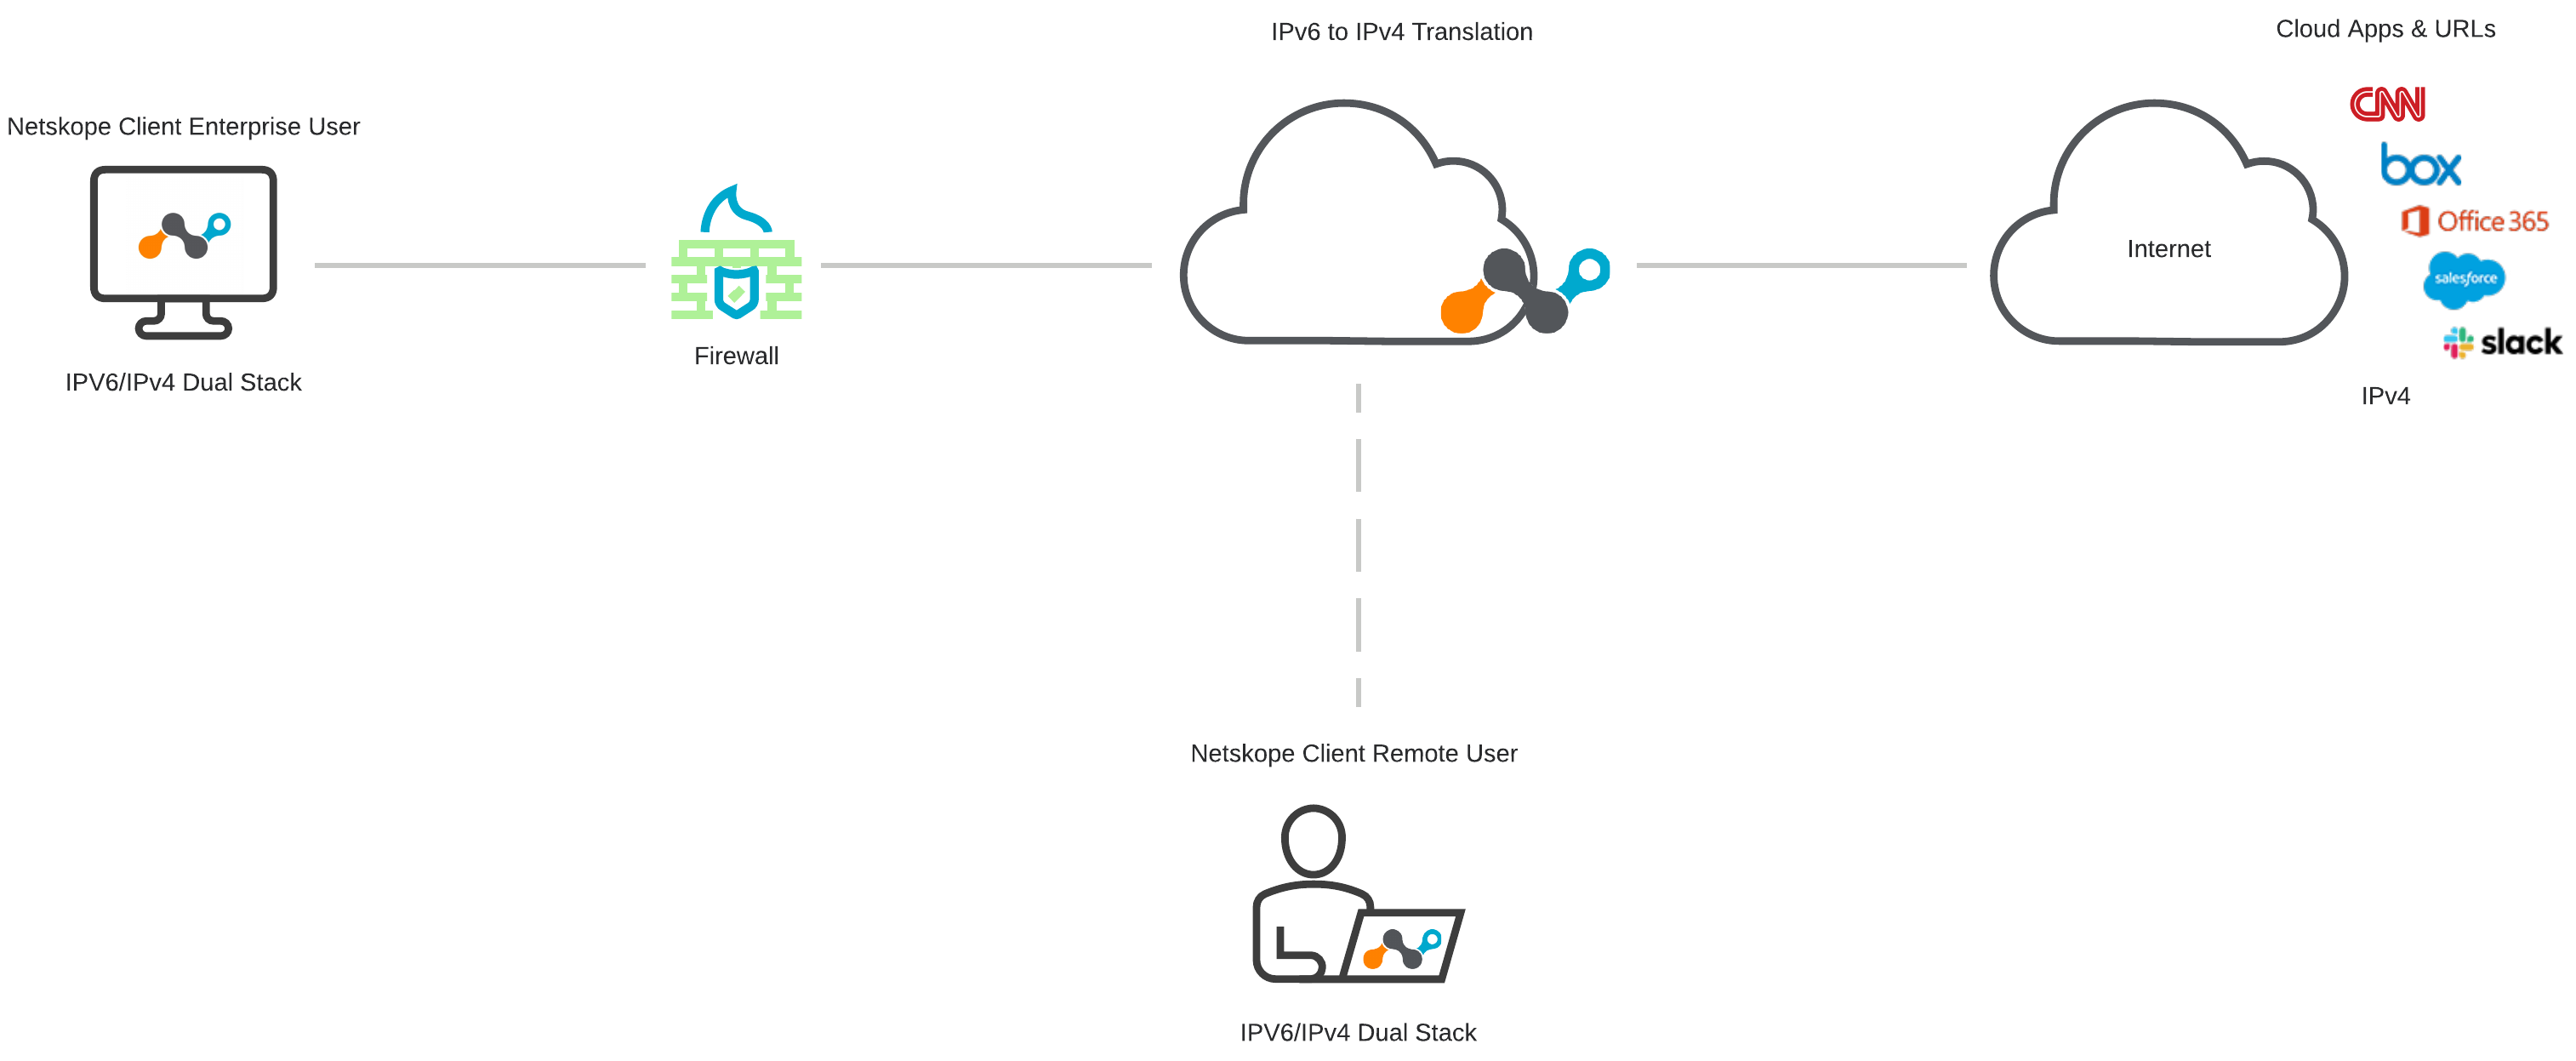 IPv6 to IPv4 Translation
Cloud Apps & URLs
Netskope Client Enterprise User
CNN
box
Office 365
Internet
salesforce
slack
Firewall
IPV6/IPv4 Dual Stack
IPv4
Netskope Client Remote User
IPV6/IPv4 Dual Stack